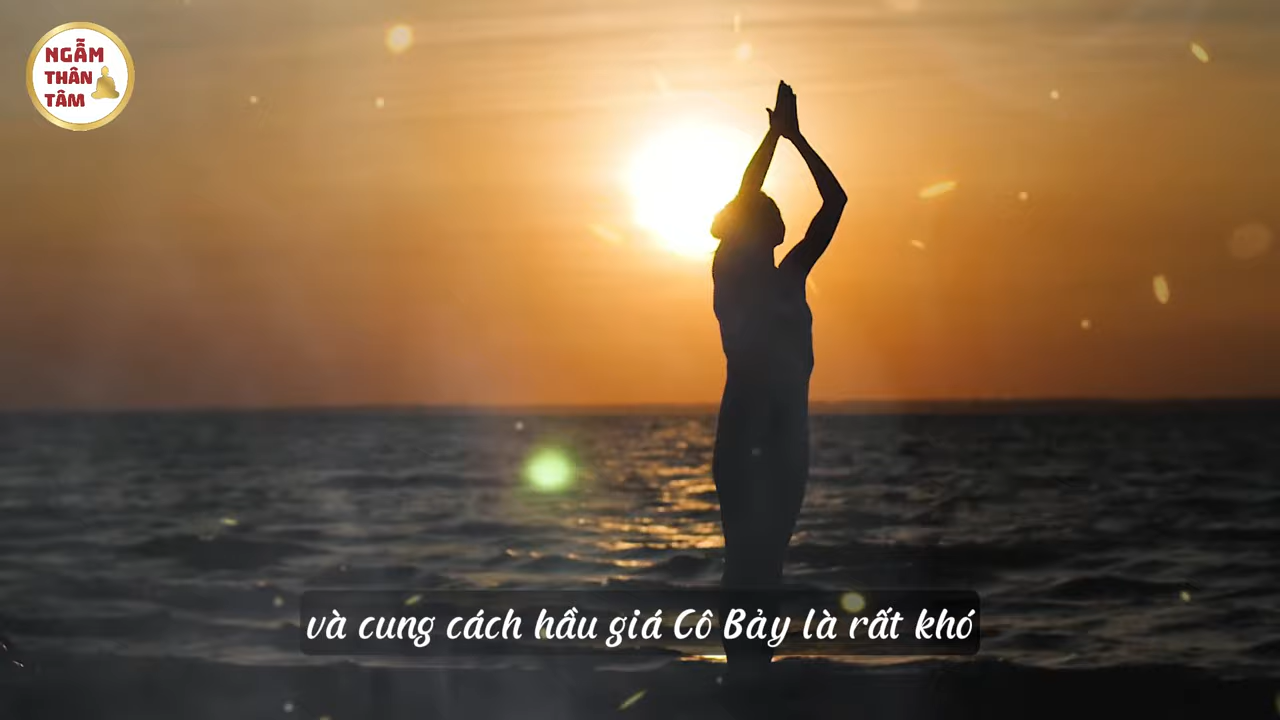 NGẪM
THÂN
TÂM
và cung cách hầu giá Cô Bảy là rất khó